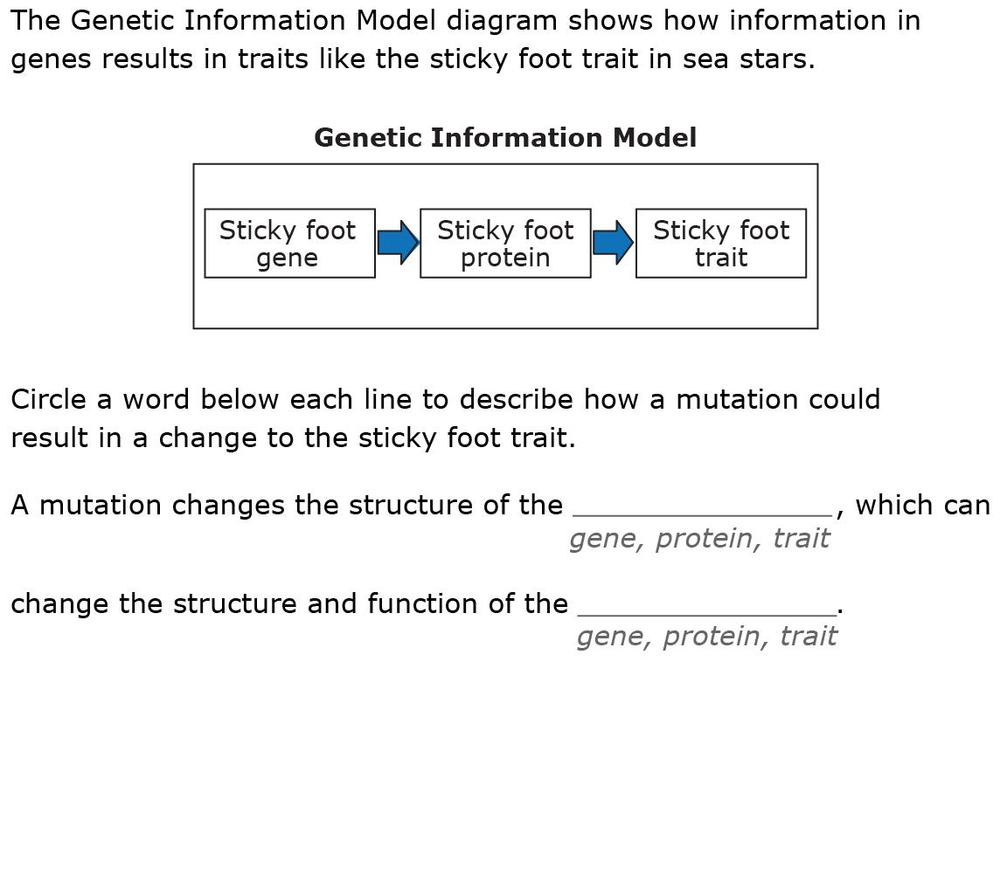 The Genetic Information Model diagram shows how information in
genes results in traits like the sticky foot trait in sea stars.
Genetic Information Model
Sticky foot
gene
Sticky foot
protein
Sticky foot
trait
Circle a word below each line to describe how a mutation could
result in a change to the sticky foot trait.
A mutation changes the structure of the ____________________, which can
gene, protein, trait
change the structure and function of the ____________________.
gene, protein, trait